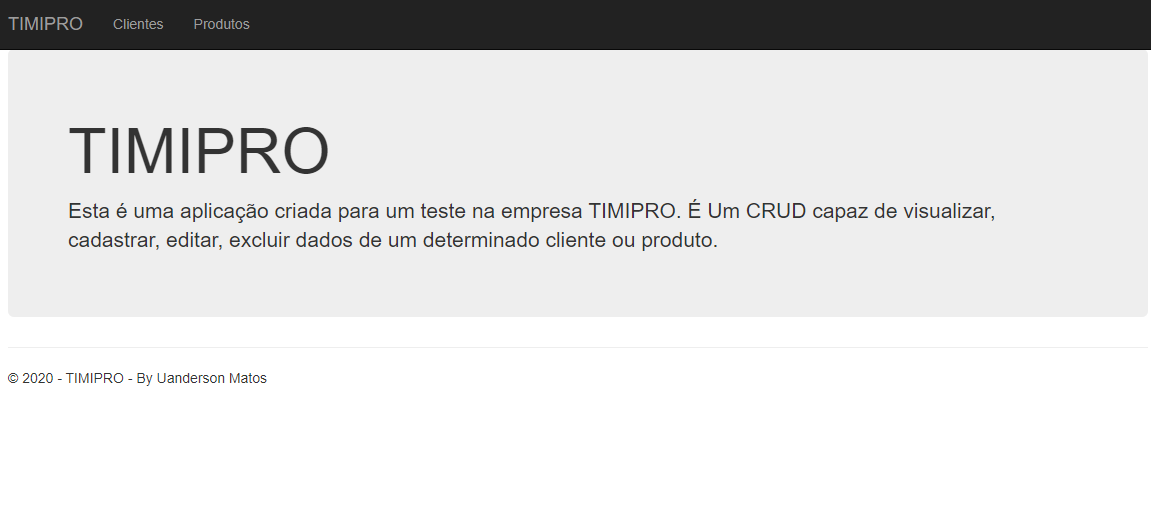 TIMIPRO Clientes Produtos
TIMIPRO
Esta é uma aplicação criada para um teste na empresa TIMIPRO. É Um CRUD capaz de visualizar,
cadastrar, editar, excluir dados de um determinado cliente ou produto.
© 2020 - TIMIPRO - By Uanderson Matos